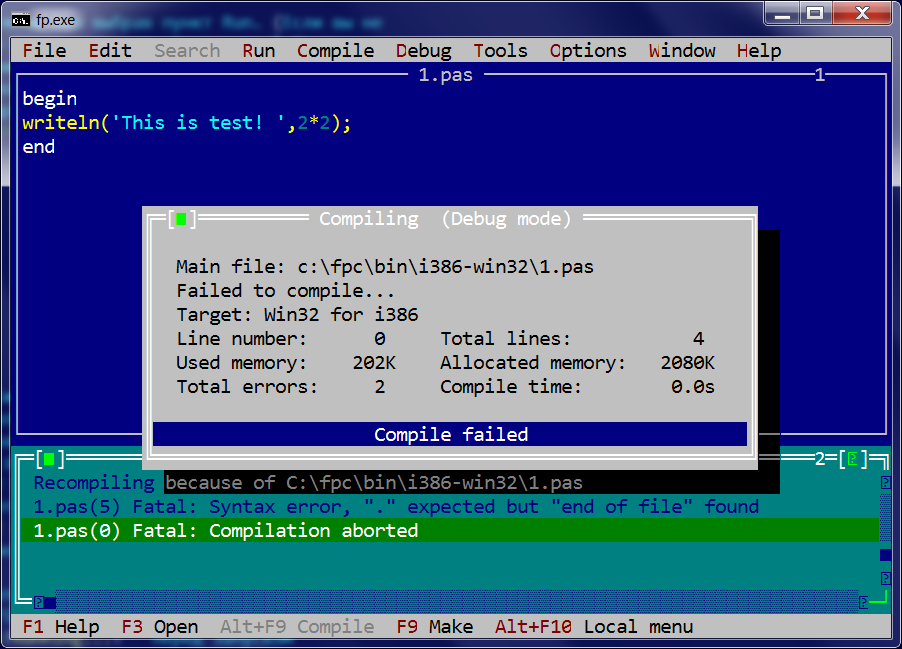 fp.exe
File Edit Search Run Compile Debug Tools Options Window Help
1.pas 1
begin
writeln('This is test! ',2*2);
end
Compiling (Debug mode)
Main file: c:\fpc\bin\i386-win32\1.pas
Failed to compile...
Target: Win32 for i386
Line number: 0 Total lines: 4
Used memory: 202K Allocated memory: 2080K
Total errors: 2 Compile time: 0.0s
Compile failed
2
Recompiling because of C:\fpc\bin\i386-win32\1.pas
1.pas(5) Fatal: Syntax error, "." expected but "end of file" found
1.pas(0) Fatal: Compilation aborted
F1 Help F3 Open Alt+F9 Compile F9 Make Alt+F10 Local menu